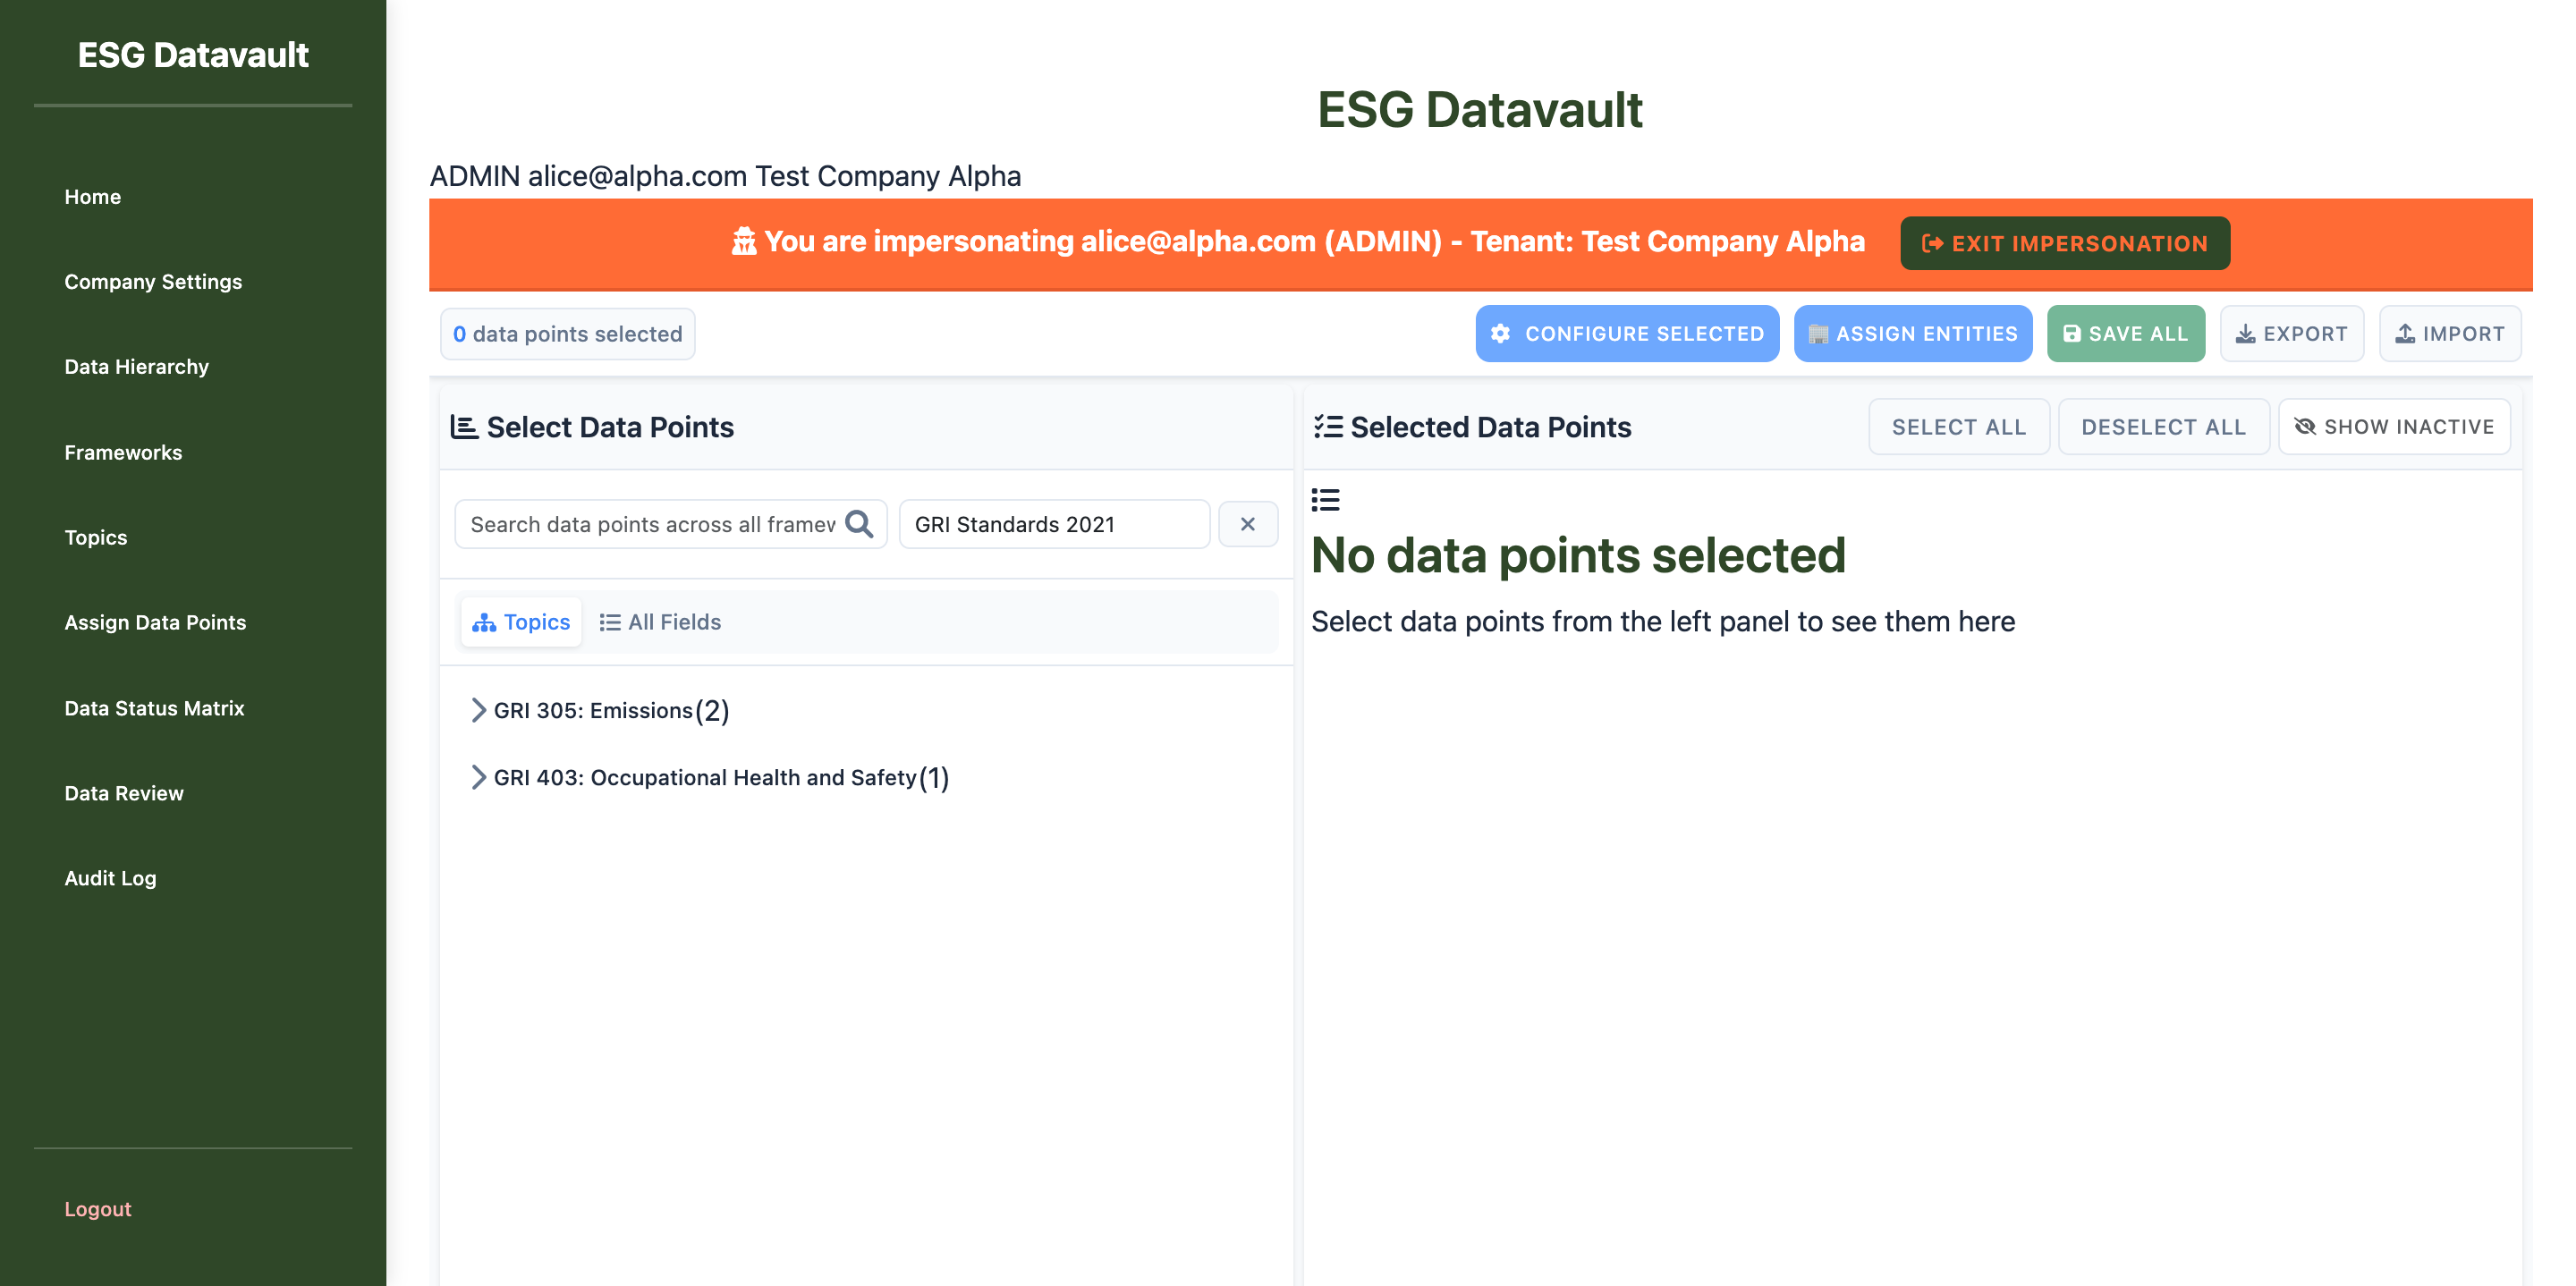 ESG Datavault
Home
Company Settings
Data Hierarchy
Frameworks
Topics
Assign Data Points
Data Status Matrix
Data Review
Audit Log
Logout
ESG Datavault
ADMIN alice@alpha.com Test Company Alpha
You are impersonating alice@alpha.com (ADMIN) - Tenant: Test Company Alpha
EXIT IMPERSONATION
0 data points selected
CONFIGURE SELECTED
ASSIGN ENTITIES
SAVE ALL
EXPORT
IMPORT
Select Data Points
Search data points across all framew
GRI Standards 2021
Topics
All Fields
GRI 305: Emissions(2)
GRI 403: Occupational Health and Safety(1)
Selected Data Points
SELECT ALL
DESELECT ALL
SHOW INACTIVE
No data points selected
Select data points from the left panel to see them here